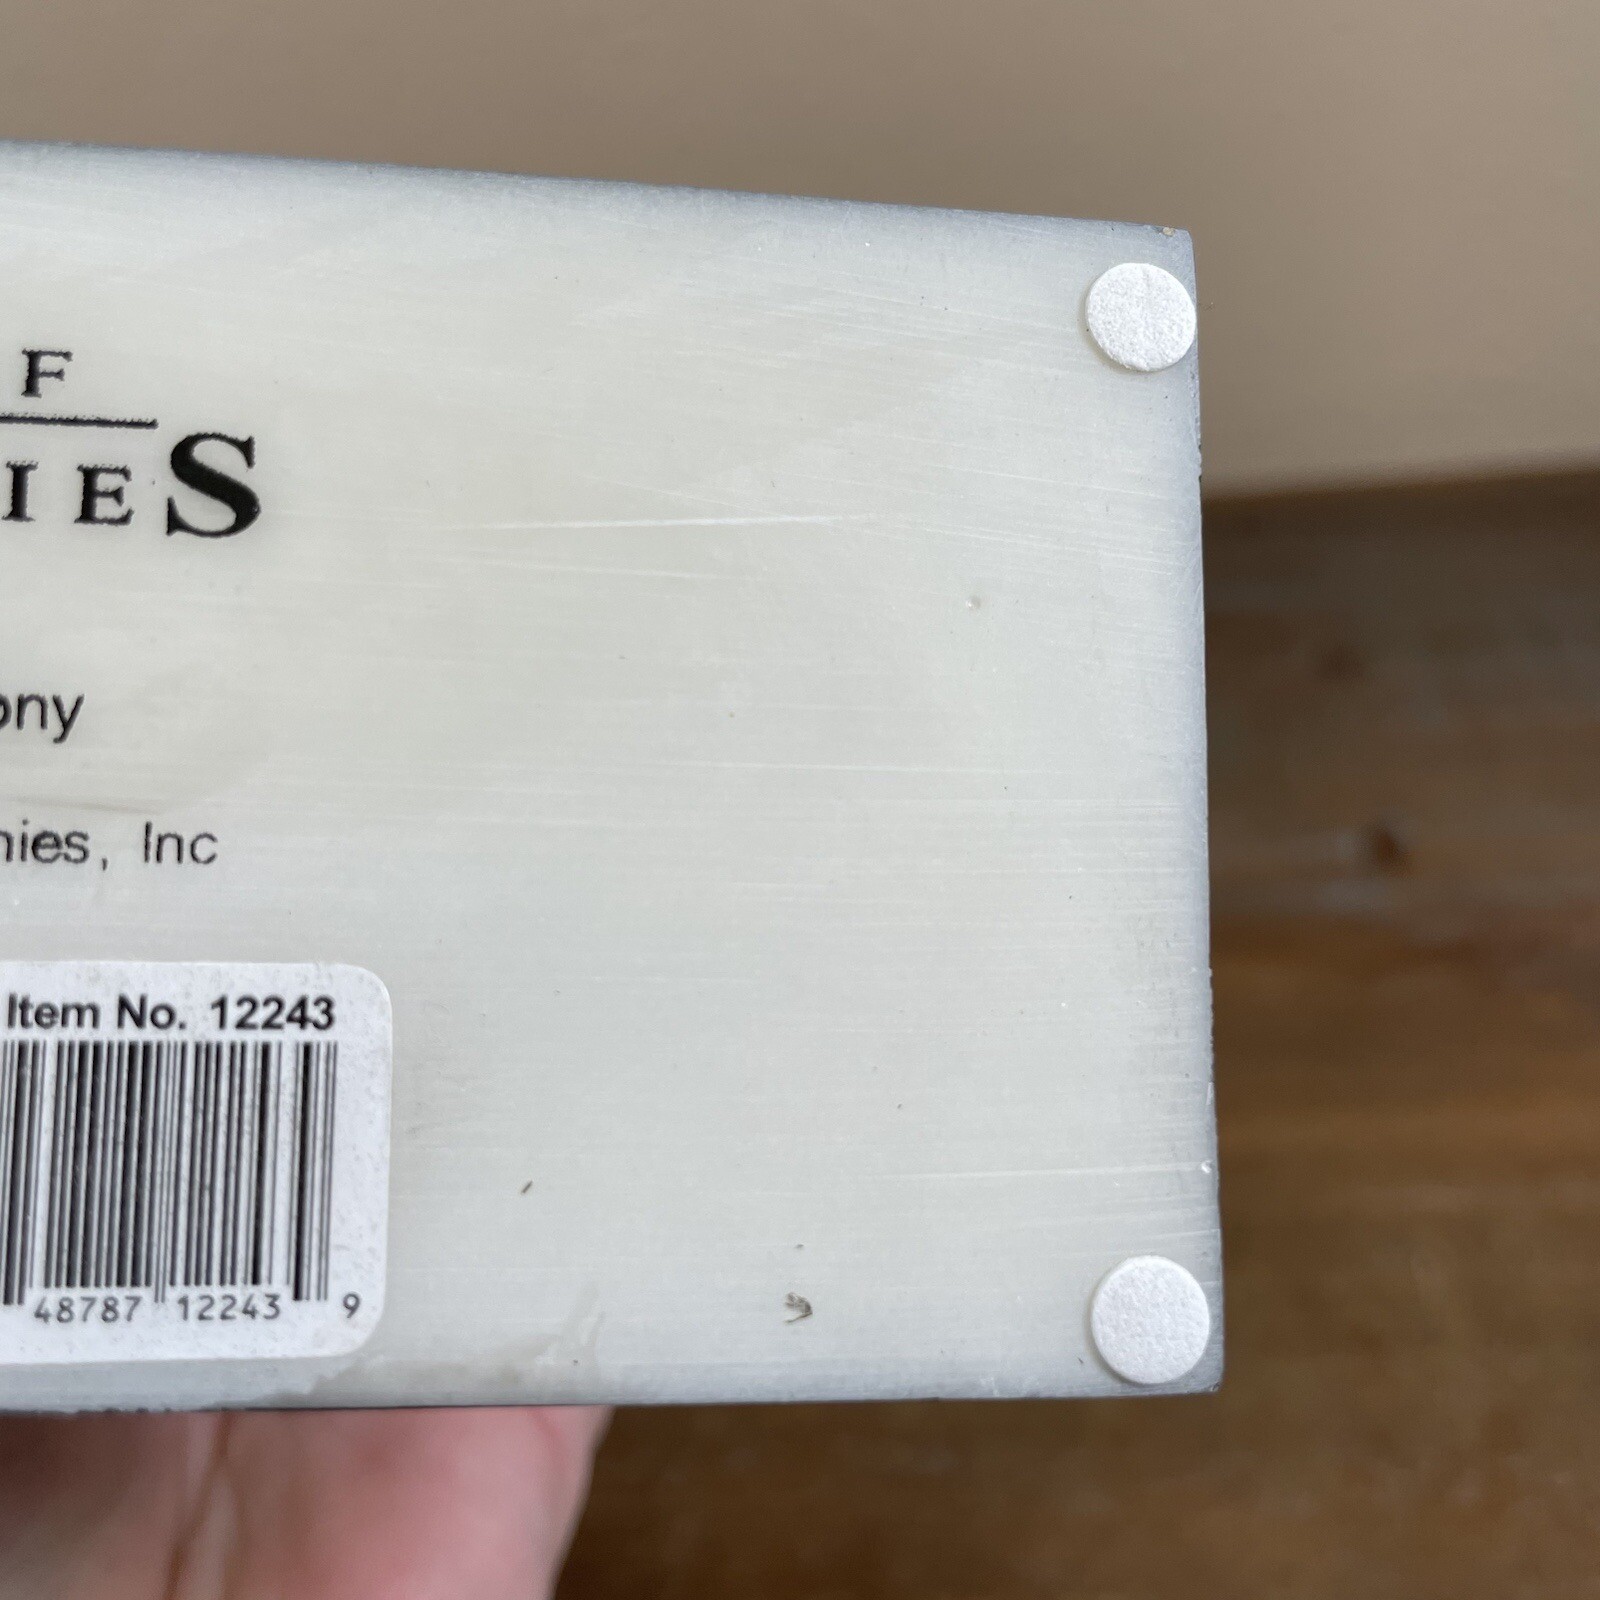 F
IES
ony
nies, Inc
Item No. 12243
48787 12243 9